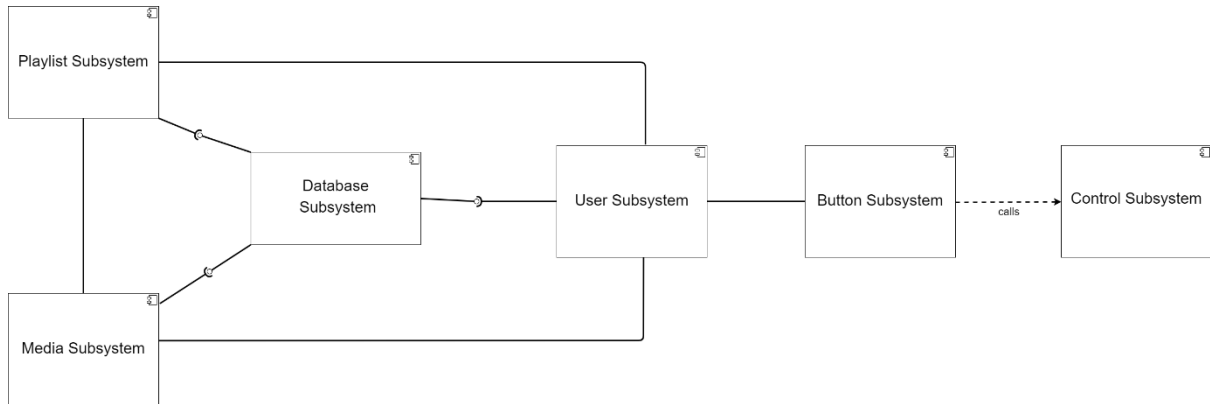 Playlist Subsystem
Database
Subsystem
User Subsystem
Button Subsystem
calls
Control Subsystem
Media Subsystem